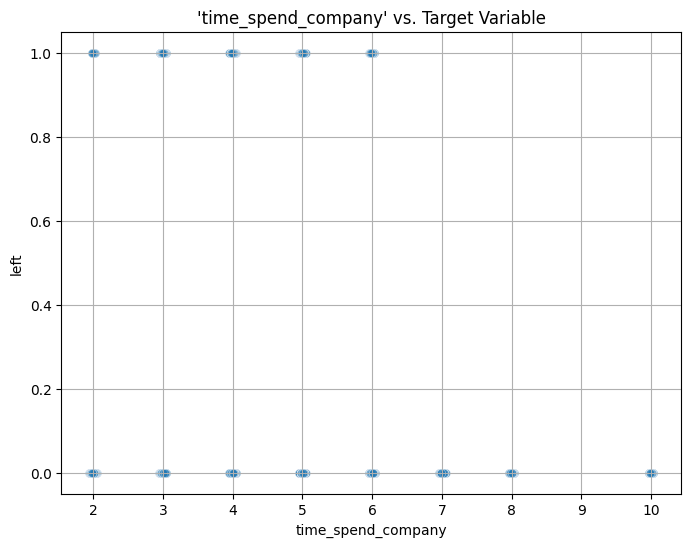 'time_spend_company' vs. Target Variable
1.0
0.8
0.6
0.4
0.2
0.0
left
2 3 4 5 6 7 8 9 10
time_spend_company